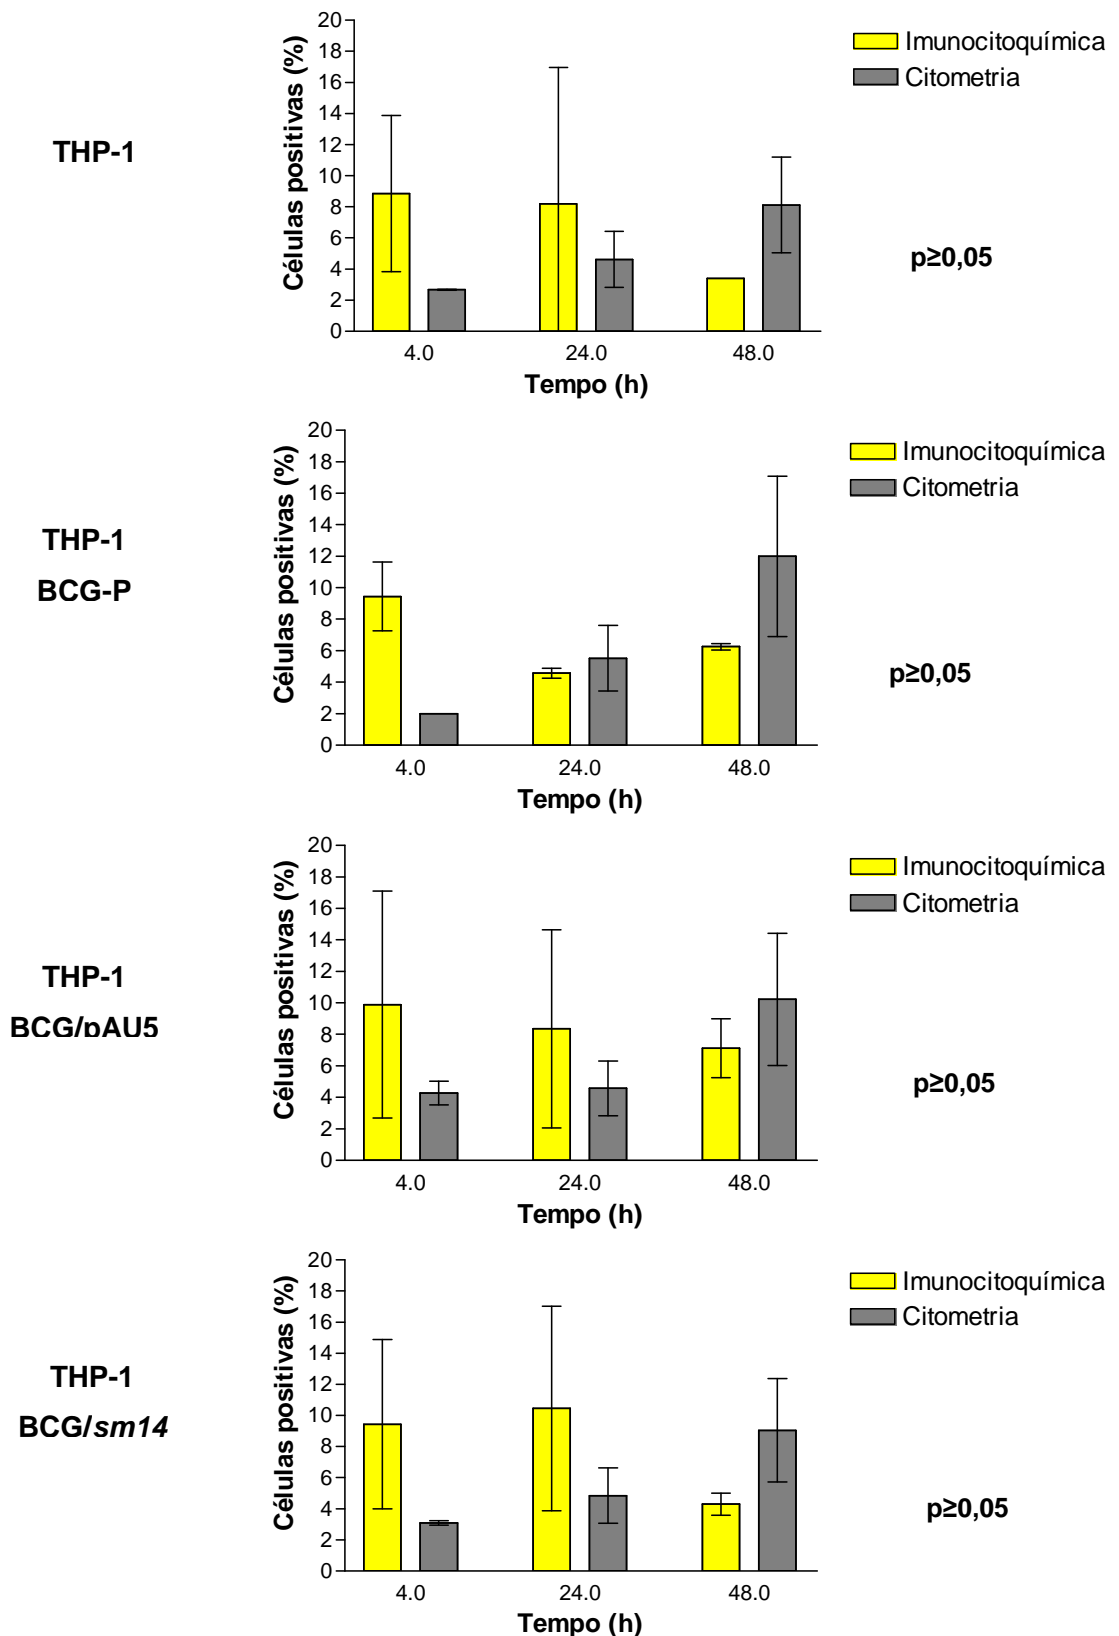 THP-1
Células positivas (%)
20
18
16
14
12
10
8
6
4
2
0
4.0
24.0
48.0
Tempo (h)
Imunocitoquímica
Citometria
p≥0,05
THP-1
BCG-P
Células positivas (%)
20
18
16
14
12
10
8
6
4
2
0
4.0
24.0
48.0
Tempo (h)
Imunocitoquímica
Citometria
p≥0,05
THP-1
BCG/pAU5
Células positivas (%)
20
18
16
14
12
10
8
6
4
2
0
4.0
24.0
48.0
Tempo (h)
Imunocitoquímica
Citometria
p≥0,05
THP-1
BCG/sm14
Células positivas (%)
20
18
16
14
12
10
8
6
4
2
0
4.0
24.0
48.0
Tempo (h)
Imunocitoquímica
Citometria
p≥0,05